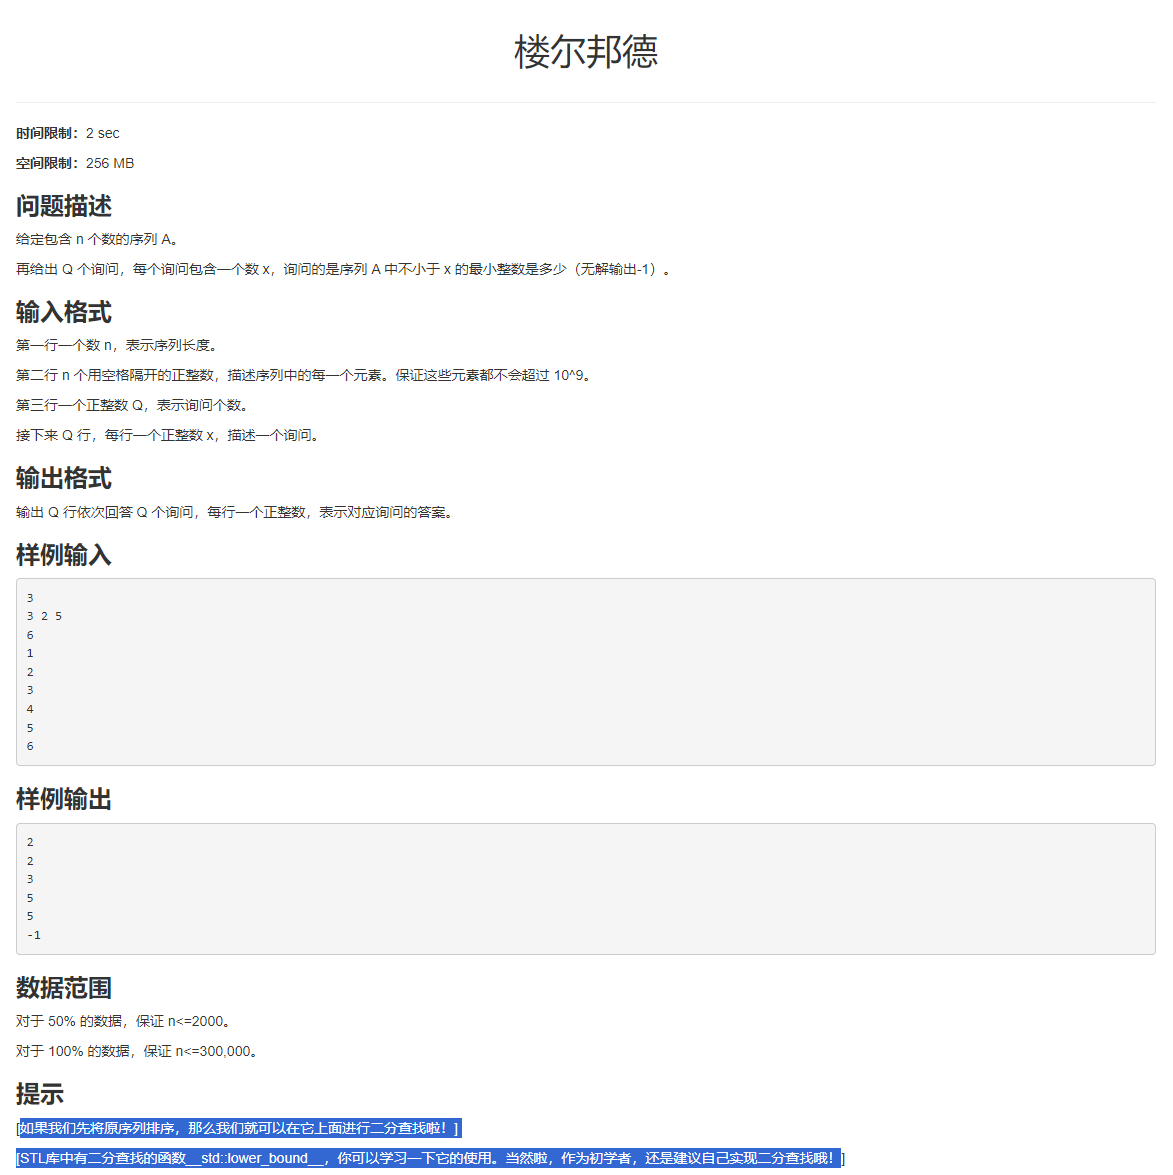 楼尔邦德
时间限制：2 sec
空间限制：256 MB
问题描述
给定包含 n 个数的序列 A。
再给出 Q 个询问，每个询问包含一个数 x，询问的是序列 A 中不小于 x 的最小整数是多少（无解输出-1）。
输入格式
第一行一个数 n，表示序列长度。
第二行 n 个用空格隔开的正整数，描述序列中的每一个元素。保证这些元素都不会超过 10^9。
第三行一个正整数 Q，表示询问个数。
接下来 Q 行，每行一个正整数 x，描述一个询问。
输出格式
输出 Q 行依次回答 Q 个询问，每行一个正整数，表示对应询问的答案。
样例输入
3
3 2 5
6
1
2
3
4
5
6
样例输出
2
2
3
5
5
-1
数据范围
对于 50% 的数据，保证 n<=2000。
对于 100% 的数据，保证 n<=300,000。
提示
[如果我们先将原序列排序，那么我们就可以在它上面进行二分查找啦！]
[STL库中有二分查找的函数__std::lower_bound__，你可以学习一下它的使用。当然啦，作为初学者，还是建议自己实现二分查找哦！]